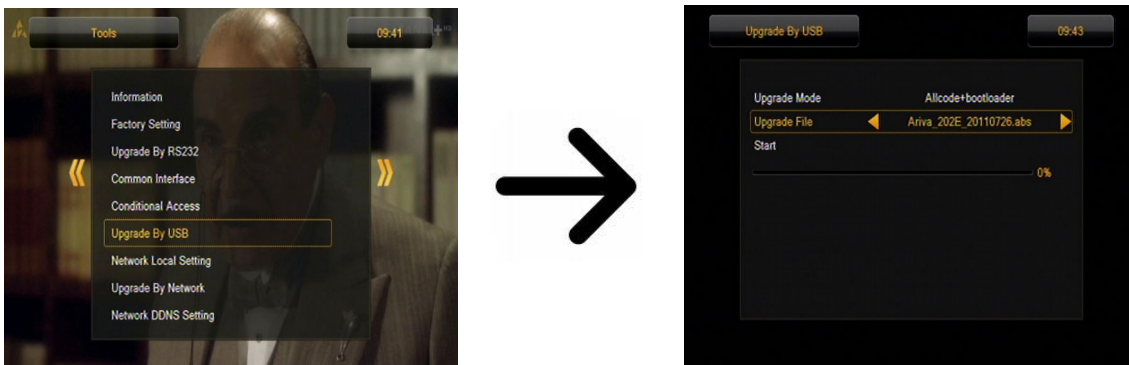 Tools
09:41
Information
Factory Setting
Upgrade By RS232
Common Interface
Conditional Access
Upgrade By USB
Network Local Setting
Upgrade By Network
Network DDNS Setting
Upgrade By USB
09:43
Upgrade Mode Allcode+bootloader
Upgrade File Ariva_202E_20110726.abs
Start
0%